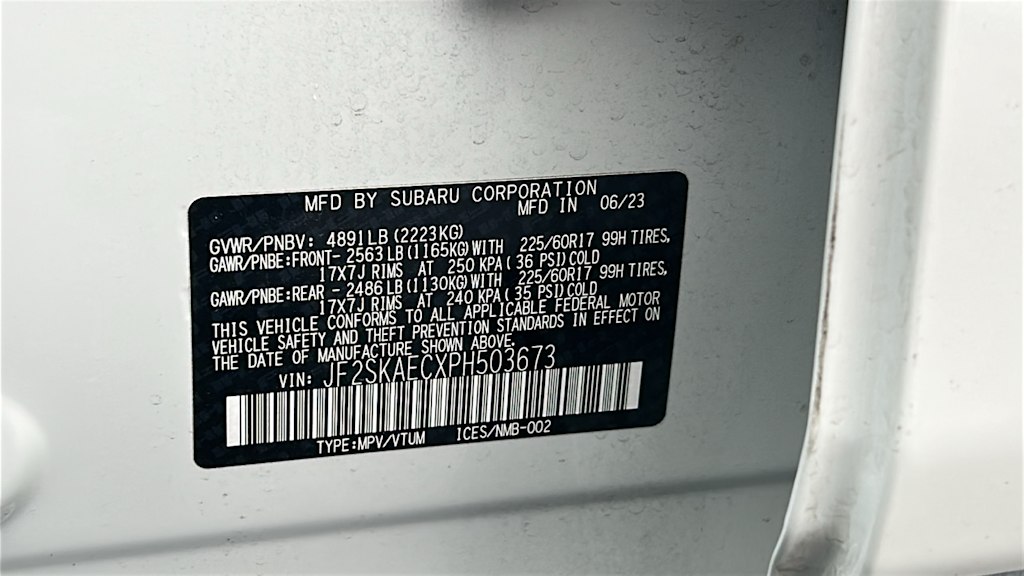 MFD BY SUBARU CORPORATION
MFD IN 06/23
GVWR/PNBV: 4891LB (2223KG)
GAWR/PNBE:FRONT- 2563LB(1165KG)WITH 225/60R17 99H TIRES,
17X7J RIMS AT 250 KPA ( 36 PSI)COLD
GAWR/PNBE:REAR - 2486LB(1130KG)WITH 225/60R17 99H TIRES,
17X7J RIMS AT 240 KPA ( 35 PSI)COLD
THIS VEHICLE CONFORMS TO ALL APPLICABLE FEDERAL MOTOR
VEHICLE SAFETY AND THEFT PREVENTION STANDARDS IN EFFECT ON
THE DATE OF MANUFACTURE SHOWN ABOVE.
VIN: JF2SKAECXPH503673
TYPE:MPV/VTUM ICES/NMB-002